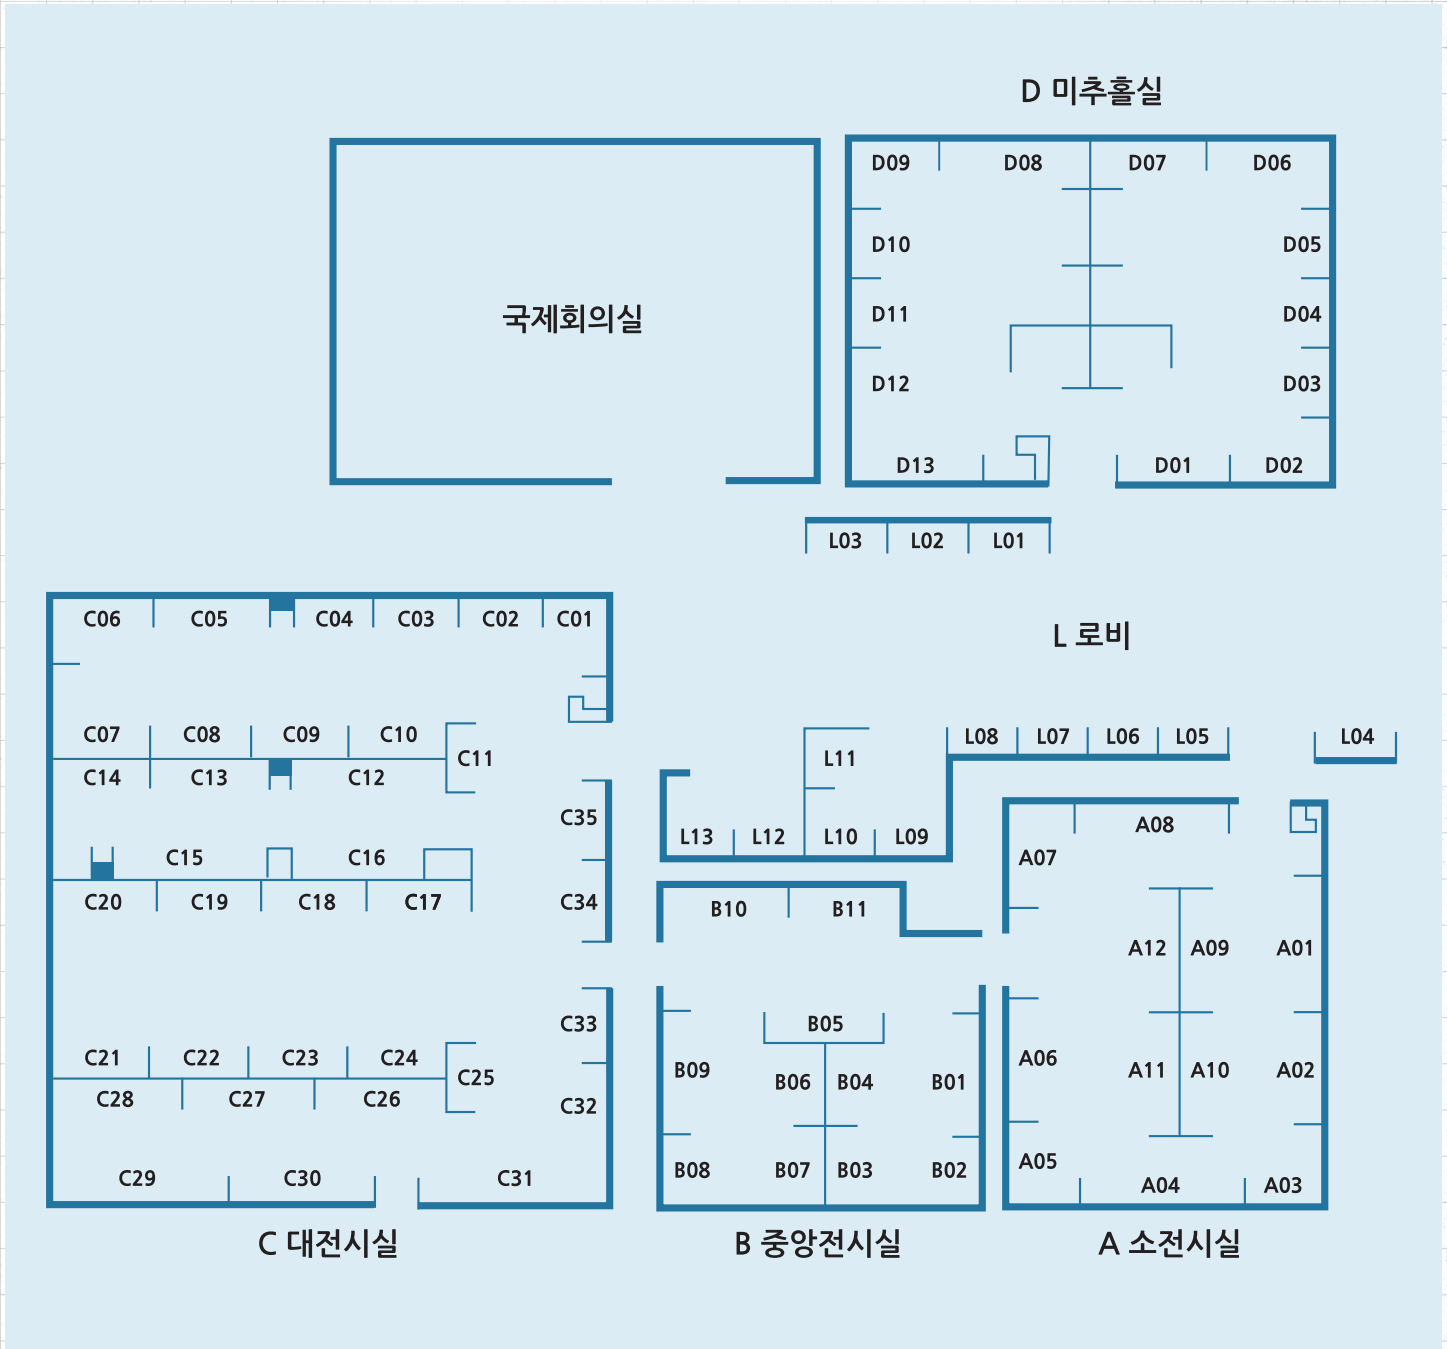 D 미추홀실
D09 D08 D07 D06
D10 D05
국제회의실
D11 D04
D12 D03
D13 D01 D02
L03 L02 L01
C06 C05 C04 C03 C02 C01
L 로비
C07 C08 C09 C10
C11
C14 C13 C12
L08 L07 L06 L05 L04
L11
C35
L13 L12 L10 L09
A08
C15 C16
A07
C20 C19 C18 C17 C34
B10 B11
A12 A09 A01
C33
B05
C21 C22 C23 C24
A06
C25
B09 B06 B04 B01
A11 A10 A02
C28 C27 C26
C32
C29 C30 C31
B08 B07 B03 B02
A05
A04 A03
C 대전시실
B 중앙전시실
A 소전시실